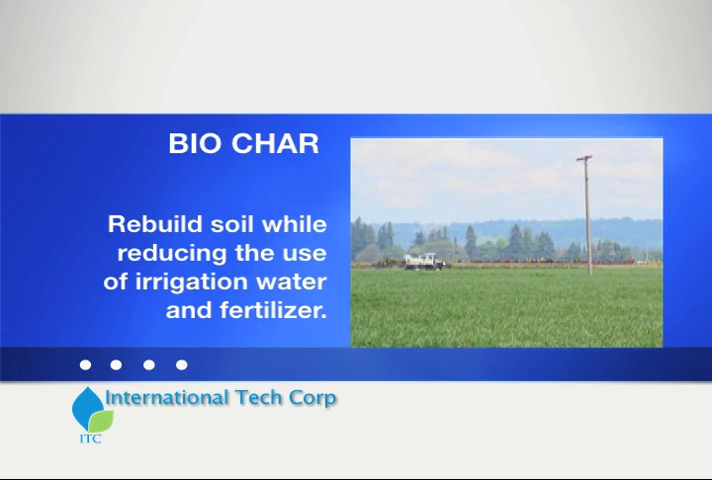 BIO CHAR
Rebuild soil while
reducing the use
of irrigation water
and fertilizer.
International Tech Corp
ITC